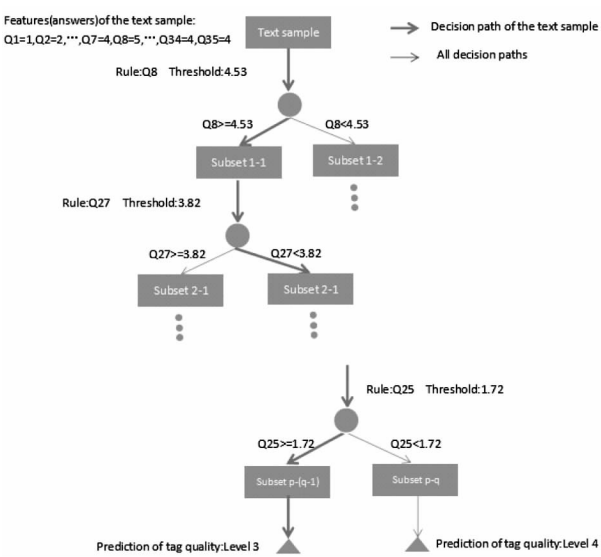 Features(answers)of the text sample:
Q1=1,Q2=2,···,Q7=4,Q8=5,···,Q34=4,Q35=4
Text sample
Decision path of the text sample
All decision paths
Rule:Q8 Threshold:4.53
Q8>=4.53
Q8<4.53
Subset 1-1
Subset 1-2
Rule:Q27 Threshold:3.82
Q27>=3.82
Q27<3.82
Subset 2-1
Subset 2-1
Rule:Q25 Threshold:1.72
Q25>=1.72
Q25<1.72
Subset p-(q-1)
Subset p-q
Prediction of tag quality:Level 3
Prediction of tag quality:Level 4